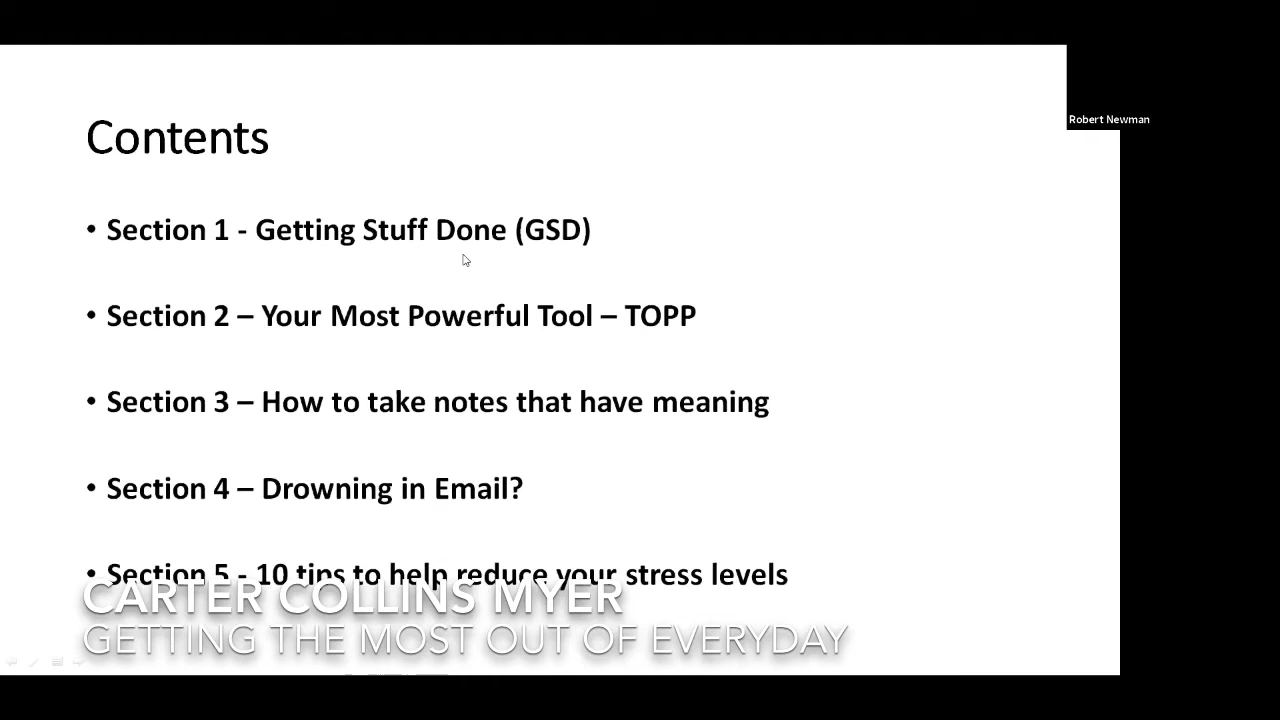 Robert Newman
Contents
• Section 1 - Getting Stuff Done (GSD)
• Section 2 – Your Most Powerful Tool – TOPP
• Section 3 – How to take notes that have meaning
• Section 4 – Drowning in Email?
• Section 5 - 10 tips to help reduce your stress levels
CARTER COLLINS MYER
GETTING THE MOST OUT OF EVERYDAY